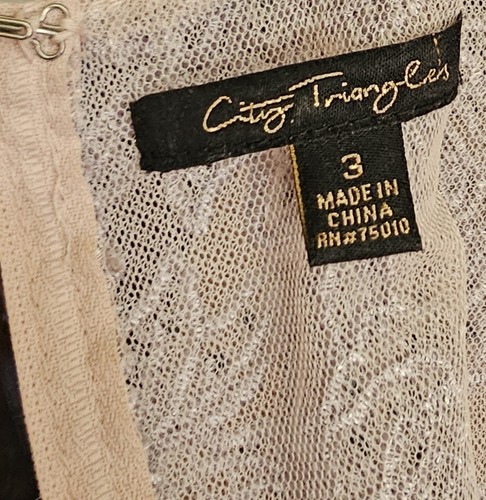 City Triangles
3
MADE IN
CHINA
RN#75010